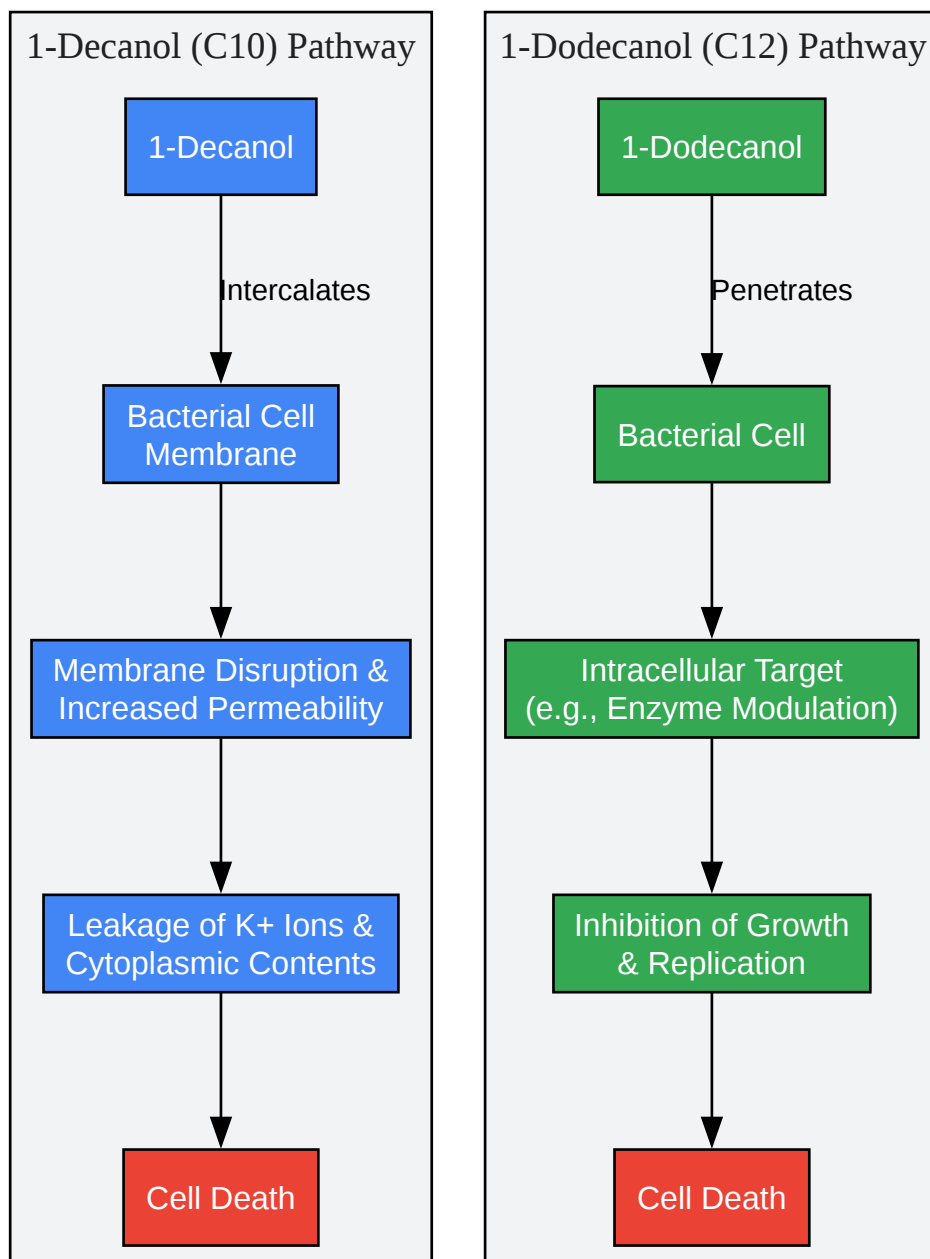 1-Decanol (C10) Pathway
1-Decanol
Intercalates
Bacterial Cell
Membrane
Membrane Disruption &
Increased Permeability
Leakage of K+ Ions &
Cytoplasmic Contents
Cell Death
1-Dodecanol (C12) Pathway
1-Dodecanol
Penetrates
Bacterial Cell
Intracellular Target
(e.g., Enzyme Modulation)
Inhibition of Growth
& Replication
Cell Death